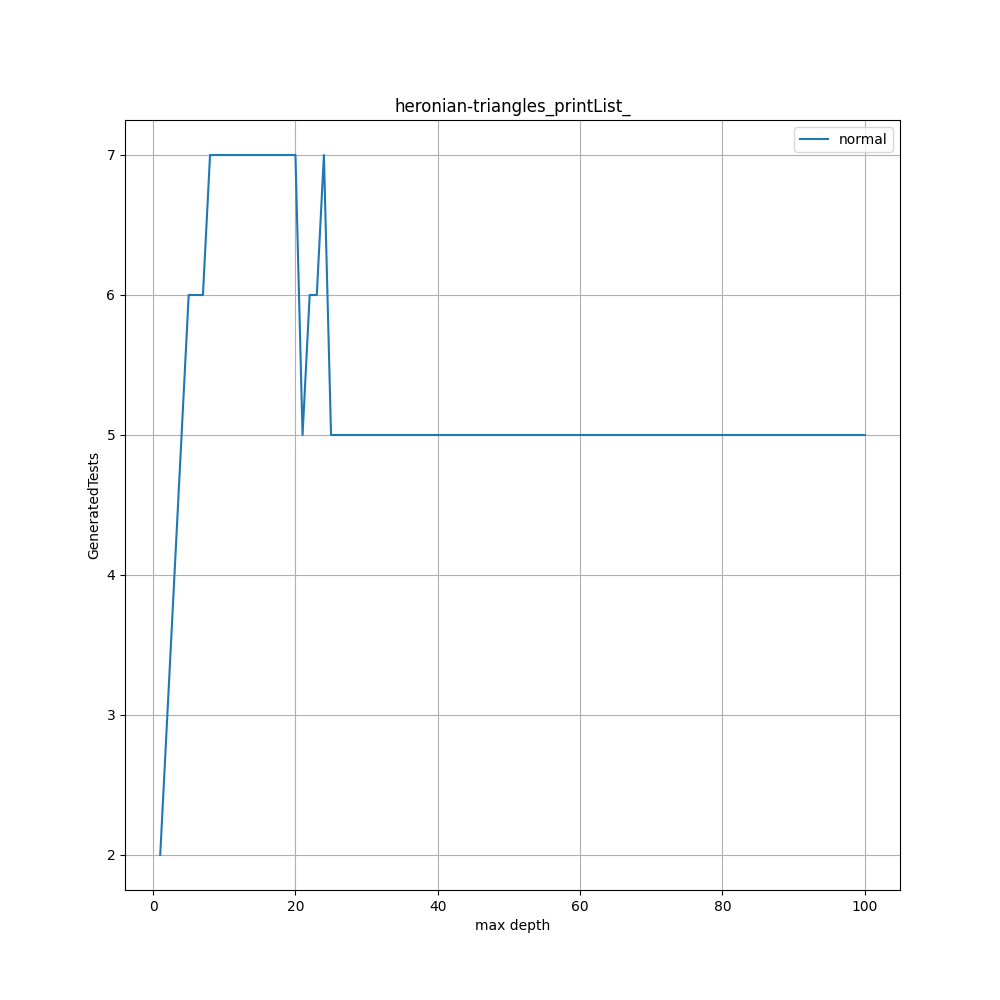 heronian-triangles_printList_
normal
7
6
5
4
3
2
GeneratedTests
0 20 40 60 80 100
max depth